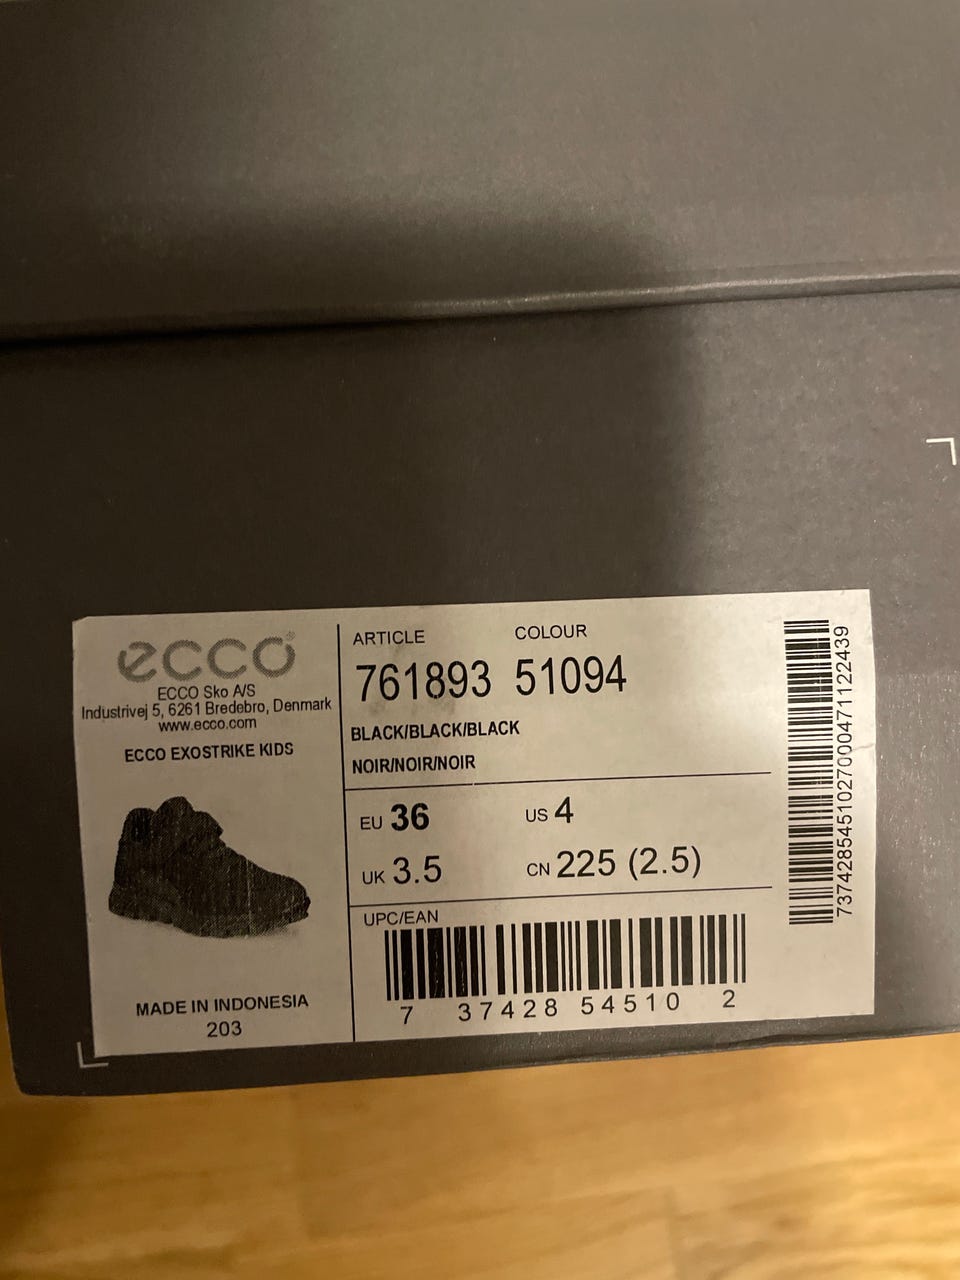 ecco®
ECCO Sko A/S
Industrivej 5, 6261 Bredebro, Denmark
www.ecco.com
ECCO EXOSTRIKE KIDS
MADE IN INDONESIA
203
ARTICLE COLOUR
761893 51094
BLACK/BLACK/BLACK
NOIR/NOIR/NOIR
EU 36 US 4
UK 3.5 CN 225 (2.5)
UPC/EAN
7 37428 54510 2
73742854510270004711122439